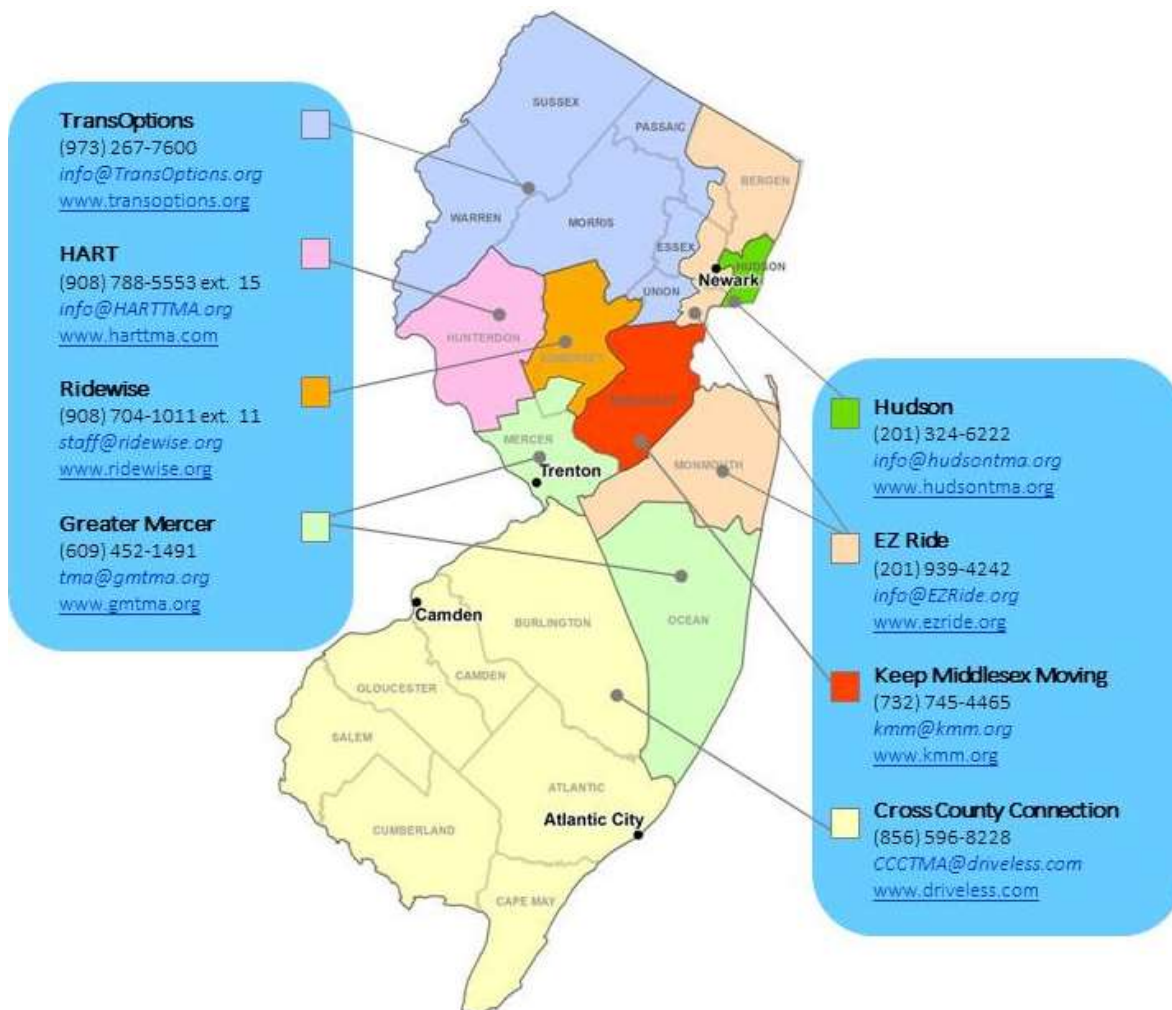 TransOptions
(973) 267-7600
info@TransOptions.org
www.transoptions.org
HART
(908) 788-5553 ext. 15
info@HARTTMA.org
www.harttma.com
Ridewise
(908) 704-1011 ext. 11
staff@ridewise.org
www.ridewise.org
Greater Mercer
(609) 452-1491
tma@gmtma.org
www.gmtma.org
SUSSEX
PASSAIC
BERGEN
WARREN
MORRIS
ESSEX
HUDSON
Newark
UNION
HUNTERDON
SOMERSET
MIDDLESEX
MERCER
Trenton
MONMOUTH
OCEAN
Camden
BURLINGTON
CAMDEN
GLOUCESTER
SALEM
ATLANTIC
Atlantic City
CUMBERLAND
CAPE MAY
Hudson
(201) 324-6222
info@hudsontma.org
www.hudsontma.org
EZ Ride
(201) 939-4242
info@EZRide.org
www.ezride.org
Keep Middlesex Moving
(732) 745-4465
kmm@kmm.org
www.kmm.org
Cross County Connection
(856) 596-8228
CCCTMA@driveless.com
www.driveless.com